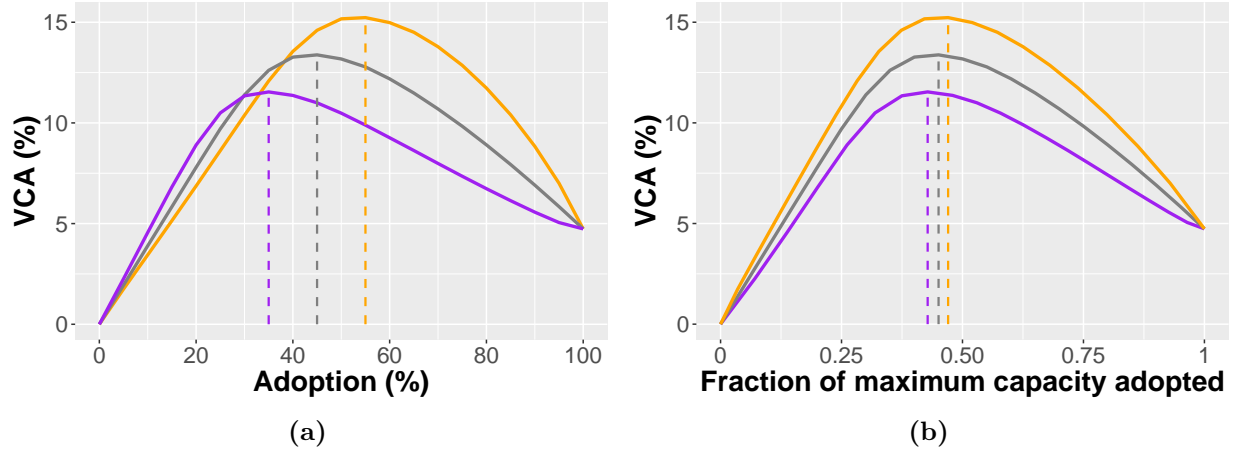 VCA (%)
15
10
5
0
0 20 40 60 80 100
Adoption (%)
(a)
VCA (%)
15
10
5
0
0 0.25 0.50 0.75 1
Fraction of maximum capacity adopted
(b)